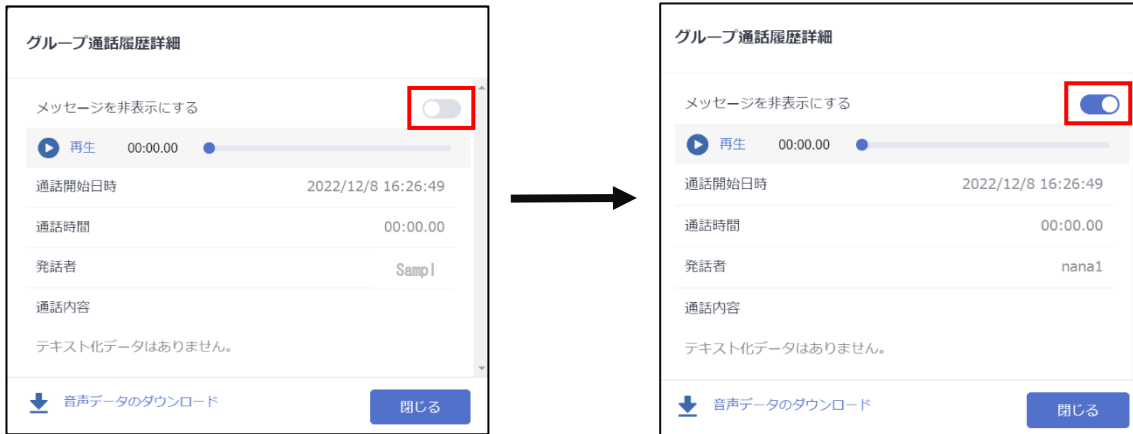 グループ通話履歴詳細
メッセージを非表示にする
再生 00:00.00
通話開始日時 2022/12/8 16:26:49
通話時間 00:00.00
発話者 Sampl
通話内容
テキスト化データはありません。
音声データのダウンロード 閉じる
グループ通話履歴詳細
メッセージを非表示にする
再生 00:00.00
通話開始日時 2022/12/8 16:26:49
通話時間 00:00.00
発話者 nana1
通話内容
テキスト化データはありません。
音声データのダウンロード 閉じる